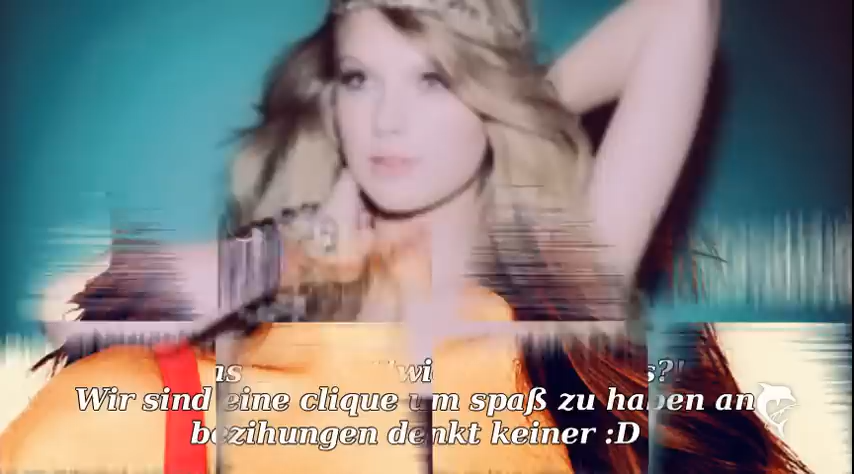 Wir sind eine clique um spaß zu haben an
bezihungen denkt keiner :D